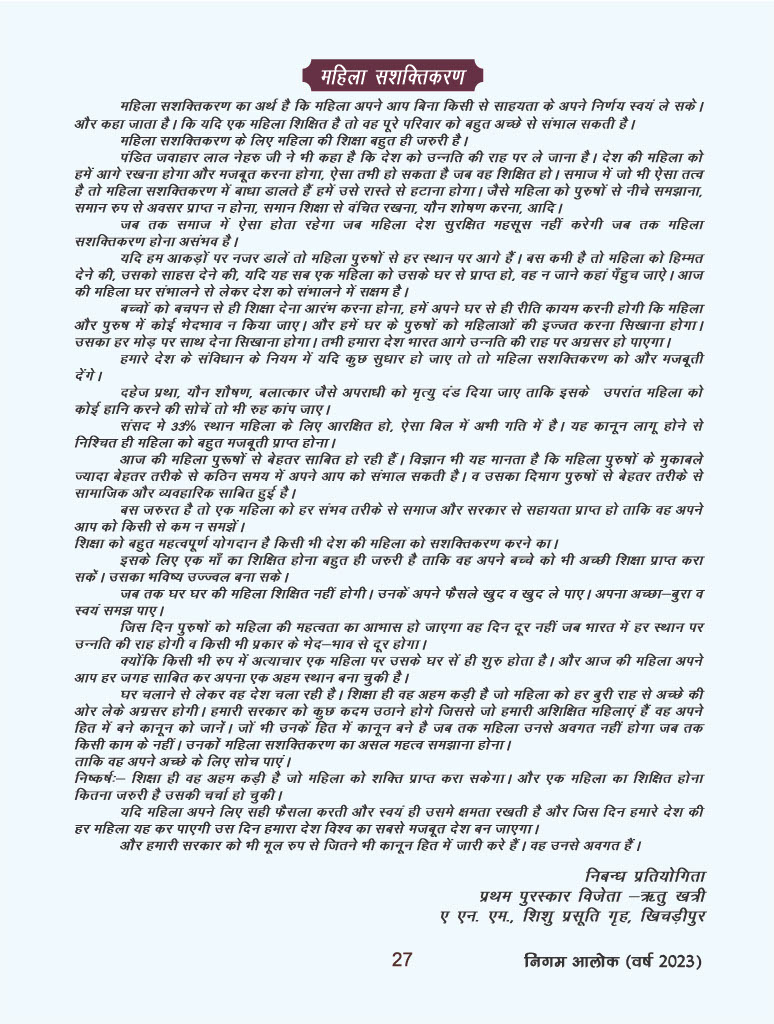 महिला सशक्तिकरण
महिला सशक्तिकरण का अर्थ है कि महिला अपने आप बिना किसी से साहयता के अपने निर्णय स्वयं ले सके।
और कहा जाता है। कि यदि एक महिला शिक्षित है तो वह पूरे परिवार को बहुत अच्छे से संभाल सकती है।
महिला सशक्तिकरण के लिए महिला की शिक्षा बहुत ही जरुरी है।
पंडित जवाहार लाल नेहरु जी ने भी कहा है कि देश को उन्नति की राह पर ले जाना है। देश की महिला को
हमें आगे रखना होगा और मजबूत करना होगा, ऐसा तभी हो सकता है जब वह शिक्षित हो। समाज में जो भी ऐसा तत्व
है तो महिला सशक्तिकरण में बाधा डालते हैं हमें उसे रास्ते से हटाना होगा। जैसे महिला को पुरुषों से नीचे समझाना,
समान रुप से अवसर प्राप्त न होना, समान शिक्षा से वंचित रखना, यौन शोषण करना, आदि।
जब तक समाज में ऐसा होता रहेगा जब महिला देश सुरक्षित महसूस नहीं करेगी जब तक महिला
सशक्तिकरण होना असंभव है।
यदि हम आकड़ों पर नजर डालें तो महिला पुरुषों से हर स्थान पर आगे हैं। बस कमी है तो महिला को हिम्मत
देने की, उसको साहस देने की, यदि यह सब एक महिला को उसके घर से प्राप्त हो, वह न जाने कहां पँहुच जाऐ। आज
की महिला घर संभालने से लेकर देश को संभालने में सक्षम है।
बच्चों को बचपन से ही शिक्षा देना आरंभ करना होना, हमें अपने घर से ही रीति कायम करनी होगी कि महिला
और पुरुष में कोई भेदभाव न किया जाए। और हमें घर के पुरुषों को महिलाओं की इज्जत करना सिखाना होगा।
उसका हर मोड़ पर साथ देना सिखाना होगा। तभी हमारा देश भारत आगे उन्नति की राह पर अग्रसर हो पाएगा।
हमारे देश के संविधान के नियम में यदि कुछ सुधार हो जाए तो तो महिला सशक्तिकरण को और मजबूती
देंगे।
दहेज प्रथा, यौन शौषण, बलात्कार जैसे अपराधी को मृत्यु दंड दिया जाए ताकि इसके उपरांत महिला को
कोई हानि करने की सोचें तो भी रुह कांप जाए।
संसद मे 33% स्थान महिला के लिए आरक्षित हो, ऐसा बिल में अभी गति में है। यह कानून लागू होने से
निश्चित ही महिला को बहुत मजबूती प्राप्त होना।
आज की महिला पुरूषों से बेहतर साबित हो रही हैं। विज्ञान भी यह मानता है कि महिला पुरुषों के मुकाबले
ज्यादा बेहतर तरीके से कठिन समय में अपने आप को संभाल सकती है। व उसका दिमाग पुरुषों से बेहतर तरीके से
सामाजिक और व्यवहारिक साबित हुई है।
बस जरुरत है तो एक महिला को हर संभव तरीके से समाज और सरकार से सहायता प्राप्त हो ताकि वह अपने
आप को किसी से कम न समझें।
शिक्षा को बहुत महत्वपूर्ण योगदान है किसी भी देश की महिला को सशक्तिकरण करने का।
इसके लिए एक माँ का शिक्षित होना बहुत ही जरुरी है ताकि वह अपने बच्चे को भी अच्छी शिक्षा प्राप्त करा
सकें। उसका भविष्य उज्ज्वल बना सके।
जब तक घर घर की महिला शिक्षित नहीं होगी। उनकें अपने फैसले खुद व खुद ले पाए। अपना अच्छा–बुरा व
स्वयं समझ पाए।
जिस दिन पुरुषों को महिला की महत्वता का आभास हो जाएगा वह दिन दूर नहीं जब भारत में हर स्थान पर
उन्नति की राह होगी व किसी भी प्रकार के भेद–भाव से दूर होगा।
क्योंकि किसी भी रुप में अत्याचार एक महिला पर उसके घर सें ही शुरु होता है। और आज की महिला अपने
आप हर जगह साबित कर अपना एक अहम स्थान बना चुकी है।
घर चलाने से लेकर वह देश चला रही है। शिक्षा ही वह अहम कड़ी है जो महिला को हर बुरी राह से अच्छे की
ओर लेके अग्रसर होगी। हमारी सरकार को कुछ कदम उठाने होगे जिससे जो हमारी अशिक्षित महिलाएं हैं वह अपने
हित में बने कानून को जानें। जों भी उनकें हित में कानून बने है जब तक महिला उनसे अवगत नहीं होगा जब तक
किसी काम के नहीं। उनकों महिला सशक्तिकरण का असल महत्व समझाना होना।
ताकि वह अपने अच्छे के लिए सोच पाएं।
निष्कर्षः– शिक्षा ही वह अहम कड़ी है जो महिला को शक्ति प्राप्त करा सकेगा। और एक महिला का शिक्षित होना
कितना जरुरी है उसकी चर्चा हो चुकी।
यदि महिला अपने लिए सही फैसला करती और स्वयं ही उसमे क्षमता रखती है और जिस दिन हमारे देश की
हर महिला यह कर पाएगी उस दिन हमारा देश विश्व का सबसे मजबूत देश बन जाएगा।
और हमारी सरकार को भी मूल रुप से जितने भी कानून हित में जारी करे हैं। वह उनसे अवगत हैं।
निबन्ध प्रतियोगिता
प्रथम पुरस्कार विजेता –ऋतु खत्री
ए एन. एम., शिशु प्रसूति गृह, खिचड़ीपुर
27
निगम आलोक (वर्ष 2023)